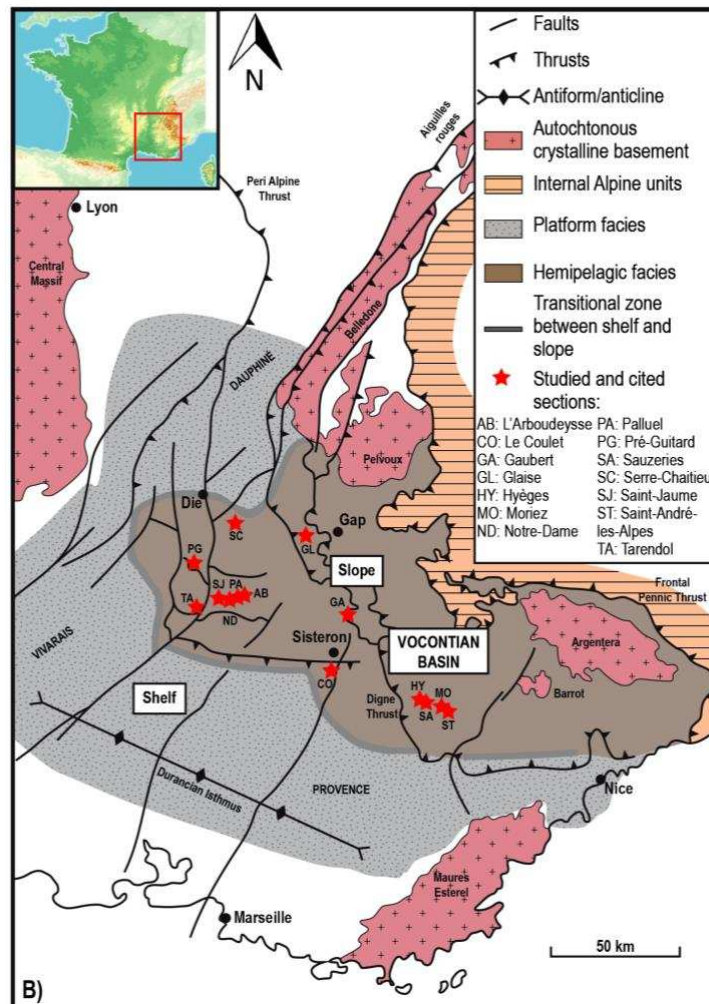 N
Faults
Thrusts
Antiform/anticline
Autochtonous
crystalline basement
Internal Alpine units
Platform facies
Hemipelagic facies
Transitional zone
between shelf and
slope
Studied and cited
sections:
AB: L'Arboudeysse PA: Palluel
CO: Le Coulet PG: Pré-Guitard
GA: Gaubert SA: Sauzeries
GL: Glaise SC: Serre-Chaitieu
HY: Hyèges SJ: Saint-Jaume
MO: Moriez ST: Saint-André-
ND: Notre-Dame les-Alpes
TA: Tarendol
Aiguilles
rouges
Peri Alpine
Thrust
Lyon
Central
Massif
Belledone
DAUPHINÉ
Pelvoux
Die
SC
Gap
GL
PG
Slope
Frontal
Pennic Thrust
SJ PA
AB
TA
ND
GA
Sisteron
VOCONTIAN
BASIN
Argentera
VIVARAIS
CO
Barrot
Shelf
Digne
Thrust
HY
MO
SA
ST
Durancian Isthmus
PROVENCE
Nice
Maures
Esterel
Marseille
50 km
B)